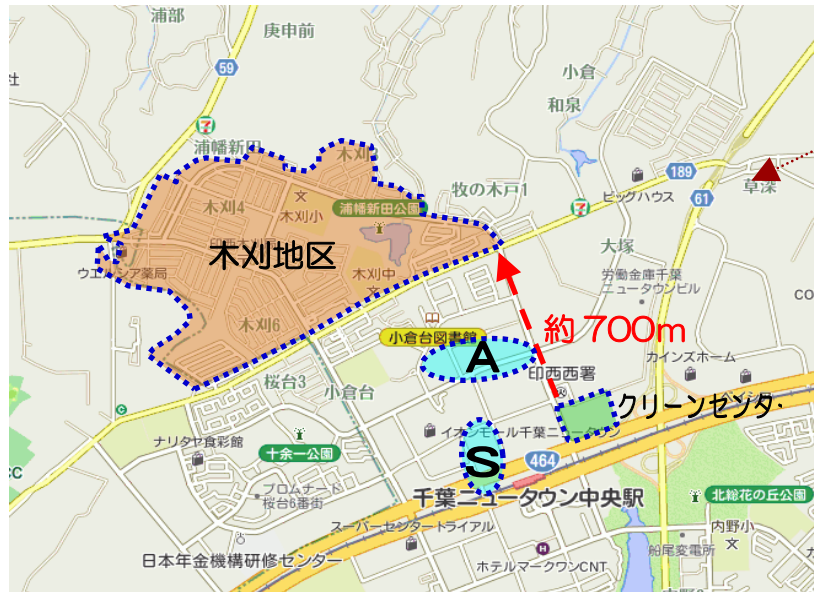 浦部
庚申前
59
小倉
和泉
浦幡新田
木刈
189
牧の木戸1
ビッグハウス
草深
61
木刈4
木刈小
浦幡新田公園
大塚
木刈地区
ウエルシア薬局
木刈中
労働金庫千葉
ニュータウンビル
CO
木刈6
約700m
小倉台図書館
A
カインズホーム
桜台3
小倉台
印西西署
クリーンセンタ
ナリタヤ食彩館
イオンモール千葉ニュータウン
十余一公園
S
464
CC
プロムナード
桜台6番街
千葉ニュータウン中央駅
北総花の丘公園
スーパーセンタートライアル
内野小
日本年金機構研修センター
船尾変電所
ホテルマークワンCNT